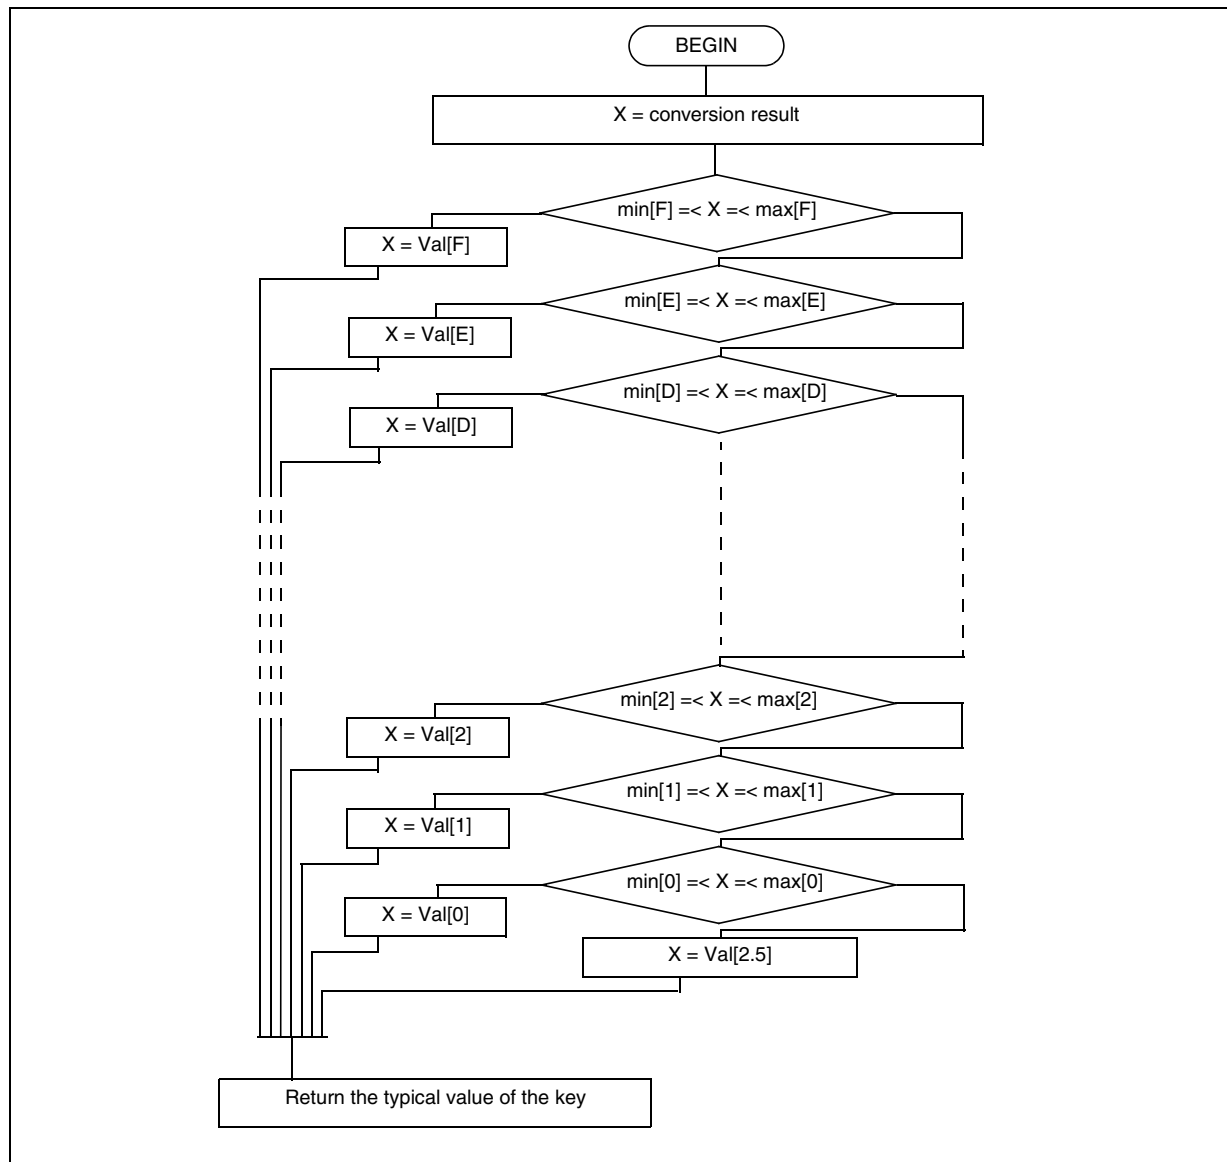 BEGIN
X = conversion result
min[F] =< X =< max[F]
X = Val[F]
min[E] =< X =< max[E]
X = Val[E]
min[D] =< X =< max[D]
X = Val[D]
min[2] =< X =< max[2]
X = Val[2]
min[1] =< X =< max[1]
X = Val[1]
min[0] =< X =< max[0]
X = Val[0]
X = Val[2.5]
Return the typical value of the key